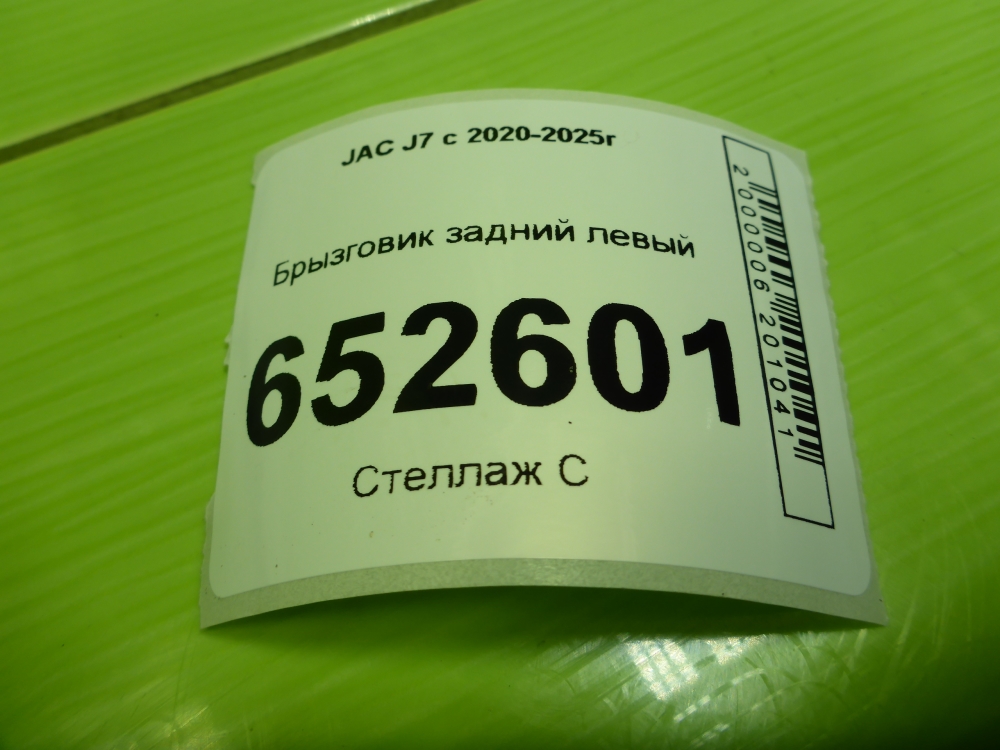 JAC J7 с 2020-2025г
Брызговик задний левый
652601
Стеллаж С
2000006201041